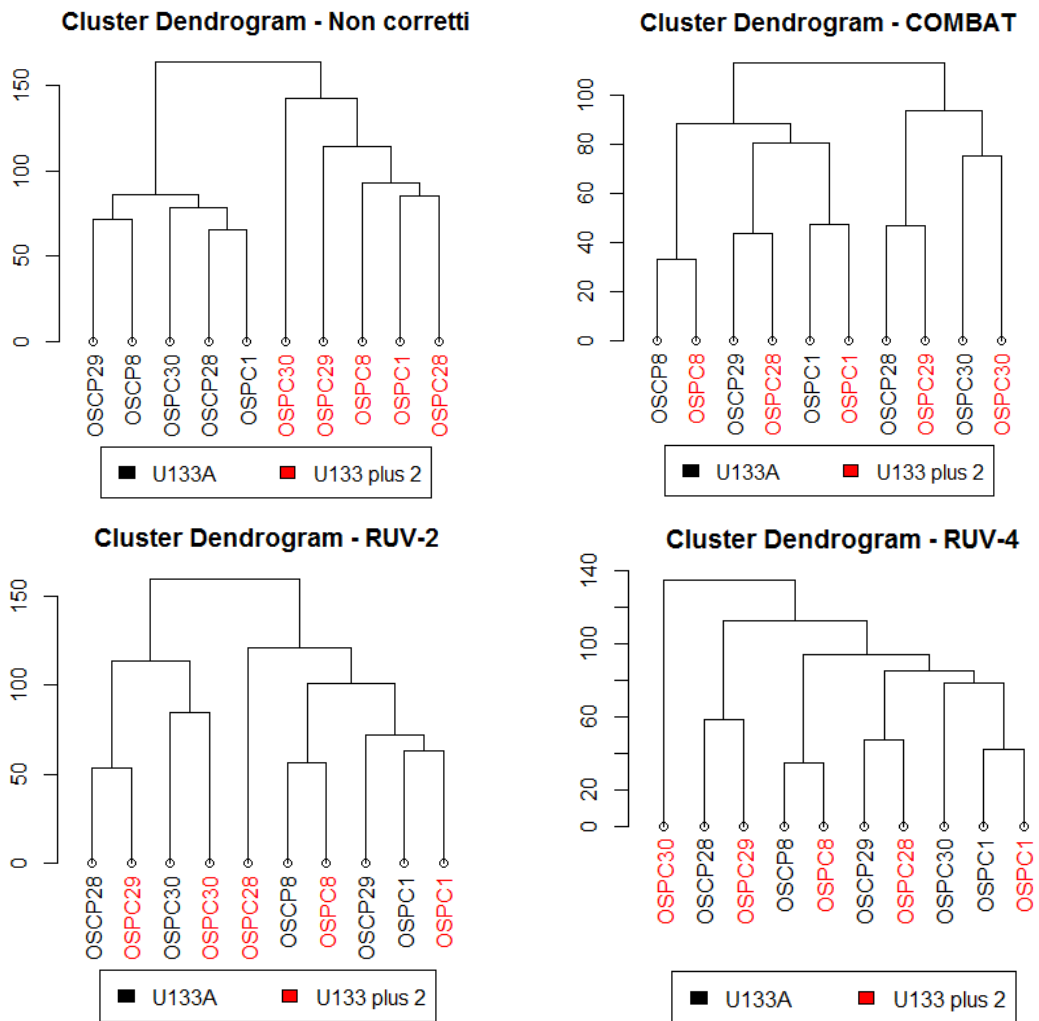 Cluster Dendrogram - Non corretti
150
100
50
0
OSCP29
OSCP8
OSPC30
OSCP28
OSPC1
OSPC30
OSPC29
OSPC8
OSPC1
OSPC28
U133A U133 plus 2
Cluster Dendrogram - COMBAT
100
80
60
40
20
0
OSCP8
OSPC8
OSCP29
OSPC28
OSPC1
OSPC1
OSCP28
OSPC29
OSPC30
OSPC30
U133A U133 plus 2
Cluster Dendrogram - RUV-2
150
100
50
0
OSCP28
OSPC29
OSPC30
OSPC30
OSPC28
OSCP8
OSPC8
OSCP29
OSPC1
OSPC1
U133A U133 plus 2
Cluster Dendrogram - RUV-4
140
100
60
40
20
0
OSPC30
OSCP28
OSPC29
OSCP8
OSPC8
OSCP29
OSPC28
OSPC30
OSPC1
OSPC1
U133A U133 plus 2